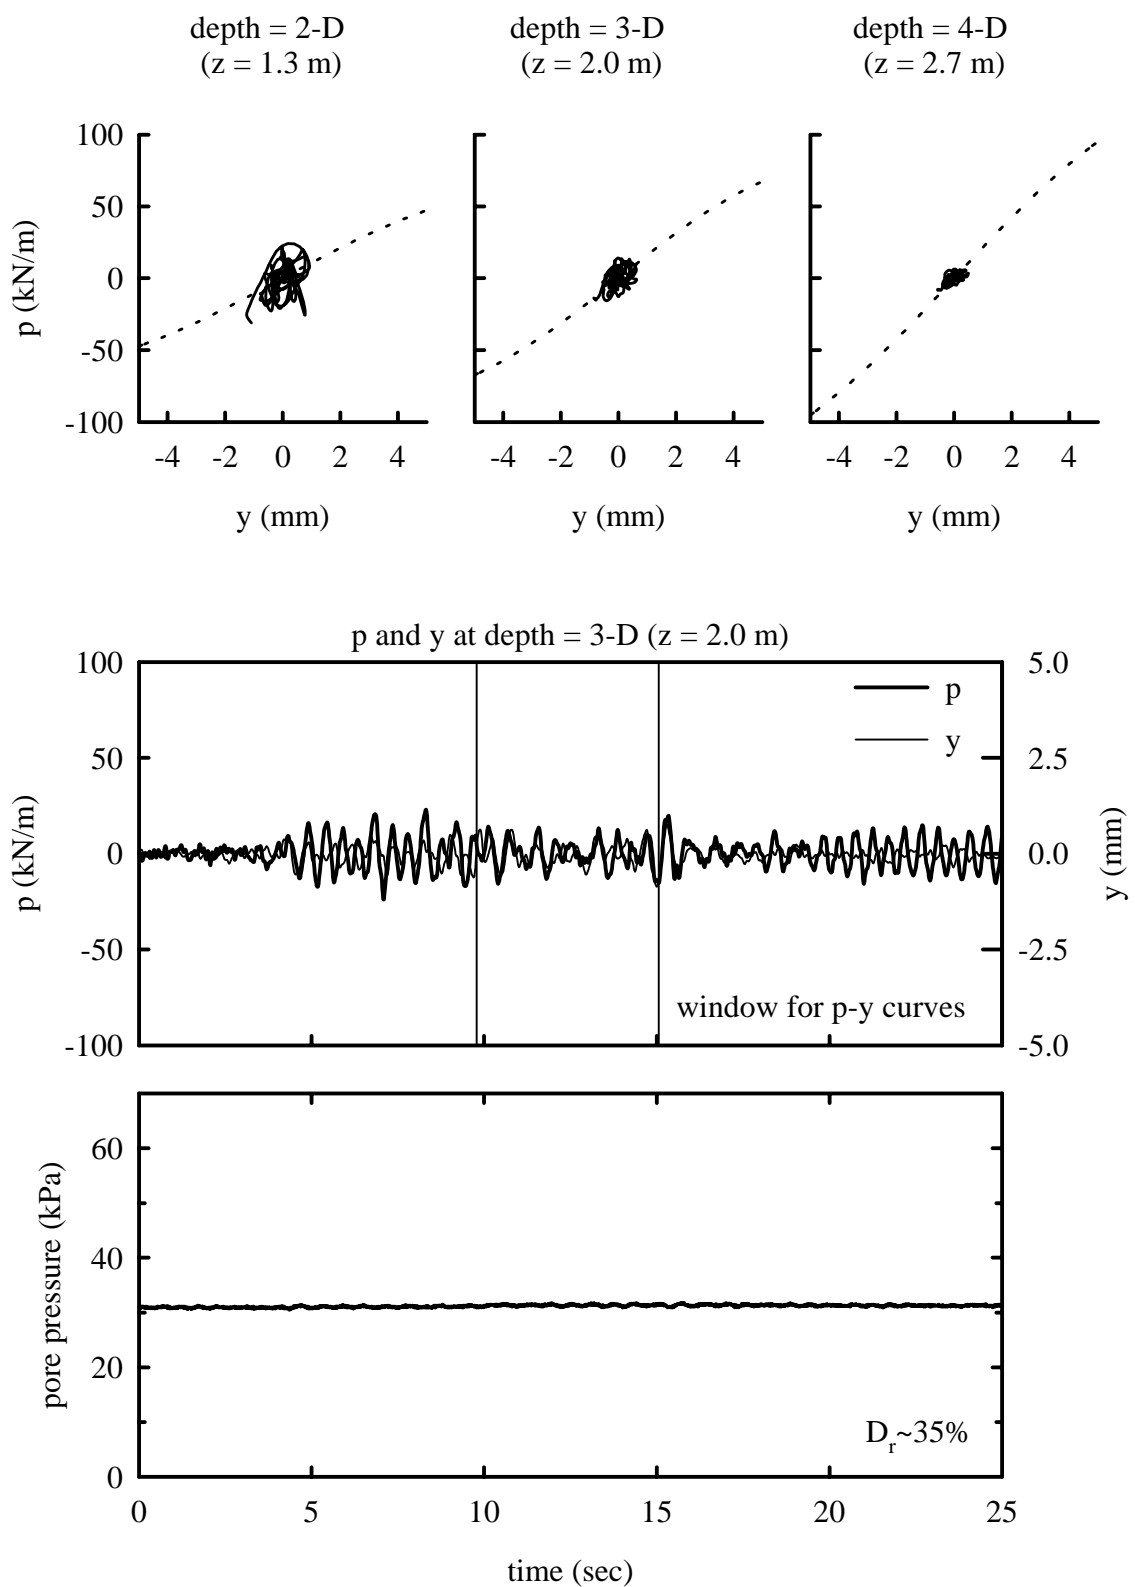 depth = 2-D depth = 3-D depth = 4-D
(z = 1.3 m) (z = 2.0 m) (z = 2.7 m)
100
50
0
-50
-100
p (kN/m)
-4 -2 0 2 4 -4 -2 0 2 4 -4 -2 0 2 4
y (mm) y (mm) y (mm)
p and y at depth = 3-D (z = 2.0 m)
100 5.0
p
y
50 2.5
0 0.0
-50 -2.5
-100 -5.0
p (kN/m)
y (mm)
window for p-y curves
60
40
20
0
pore pressure (kPa)
Dr~35%
0 5 10 15 20 25
time (sec)